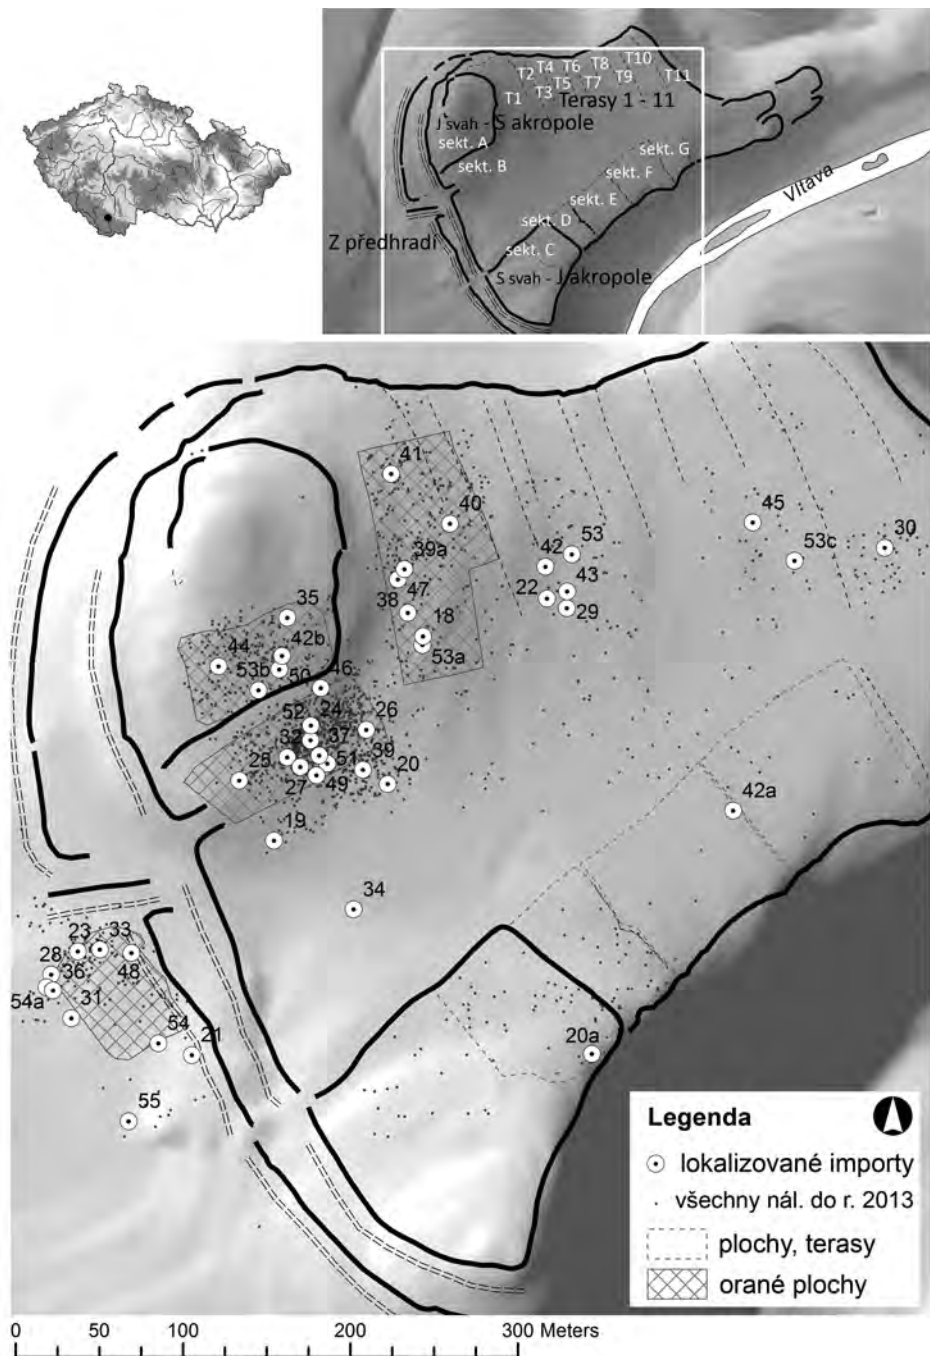 T10
T8
T4 T6
T2 T9 T11
T5 T7
T1 T3
Terasy 1 - 11
J svah - S akropole
sekt. A
sekt. B
sekt. G
sekt. F
sekt. E
sekt. D
sekt. C
Vltava
Z předhradí
S svah - J akropole
41
40
45
53
30
39a
42
53c
43
47
22
38
29
18
35
53a
42b
44
53b
50
46
24
52
26
37
25
51
39
20
27
49
42a
19
34
23
33
28
36
48
54a
31
54
21
20a
55
Legenda
lokalizované importy
všechny nál. do r. 2013
plochy, terasy
orané plochy
0 50 100 200 300 Meters